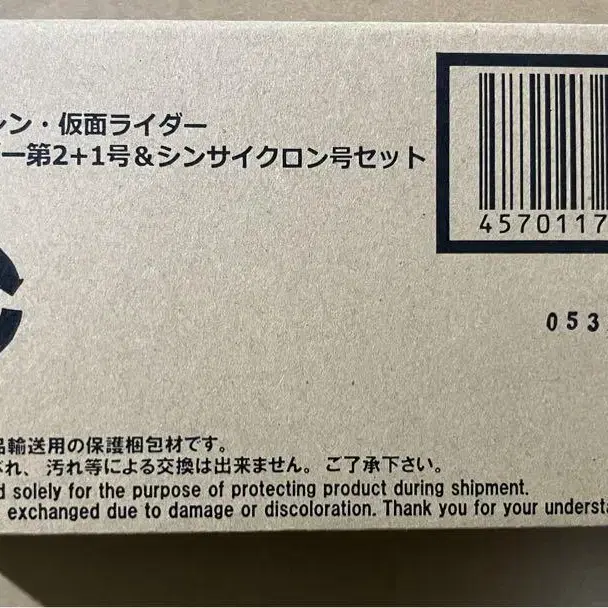 シン・仮面ライダー
ー第2+1号&シンサイクロン号セット
4570117
053
品輸送用の保護梱包材です。
れ、汚れ等による交換は出来ません。ご了承下さい。
solely for the purpose of protecting product during shipment.
exchanged due to damage or discoloration. Thank you for your understa